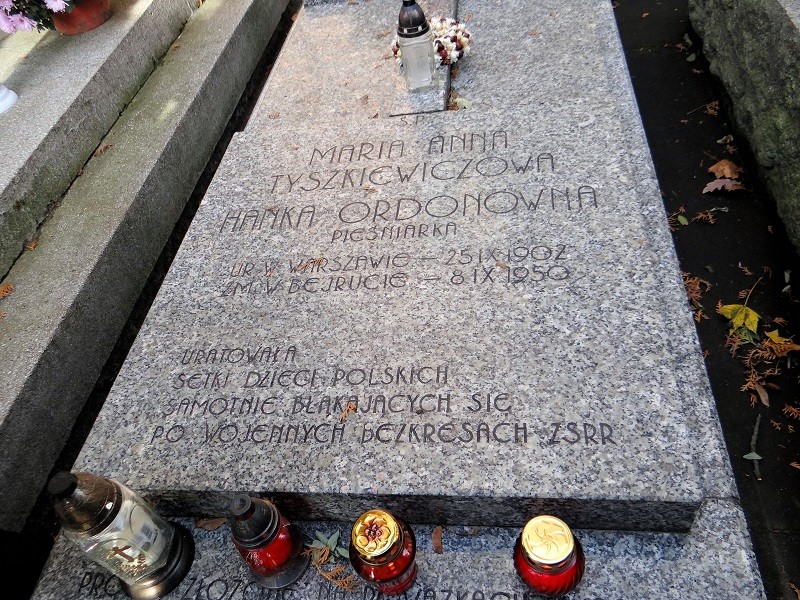 Ś.P.
MARIA ANNA
TYSZKIEWICZOWA
HANKA ORDONÓWNA
PIEŚNIARKA
UR.W WARSZAWIE – 25 IX 1902
ZM.W BEJRUCIE – 8 IX 1950
URATOWAŁA
SETKI DZIECI POLSKICH
SAMOTNIE BŁĄKAJĄCYCH SIĘ
PO WOJENNYCH BEZKRESACH ZSRR